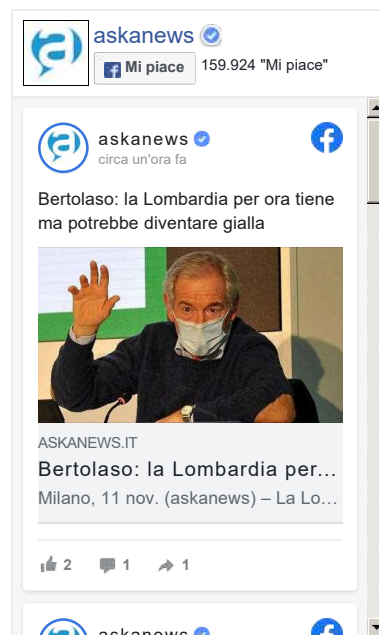 askanews
Mi piace
159.924 "Mi piace"
askanews
circa un'ora fa
Bertolaso: la Lombardia per ora tiene
ma potrebbe diventare gialla
ASKANEWS.IT
Bertolaso: la Lombardia per...
Milano, 11 nov. (askanews) – La Lo...
2
1
1
askanews